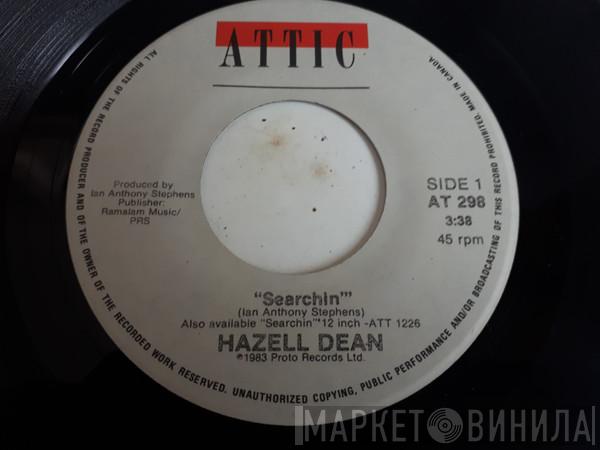 ATTIC
ALL RIGHTS OF THE RECORD PRODUCER AND OF THE OWNER OF THE RECORDED WORK RESERVED. UNAUTHORIZED COPYING, PUBLIC PERFORMANCE AND/OR BROADCASTING OF THIS RECORD PROHIBITED. MADE IN CANADA.
Produced by
Ian Anthony Stephens
Publisher:
Ramalam Music/
PRS
SIDE 1
AT 298
3:38
45 rpm
"Searchin'"
(Ian Anthony Stephens)
Also available "Searchin'" 12 inch -ATT 1226
HAZELL DEAN
℗1983 Proto Records Ltd.
МАРКЕТ ВИНИЛА